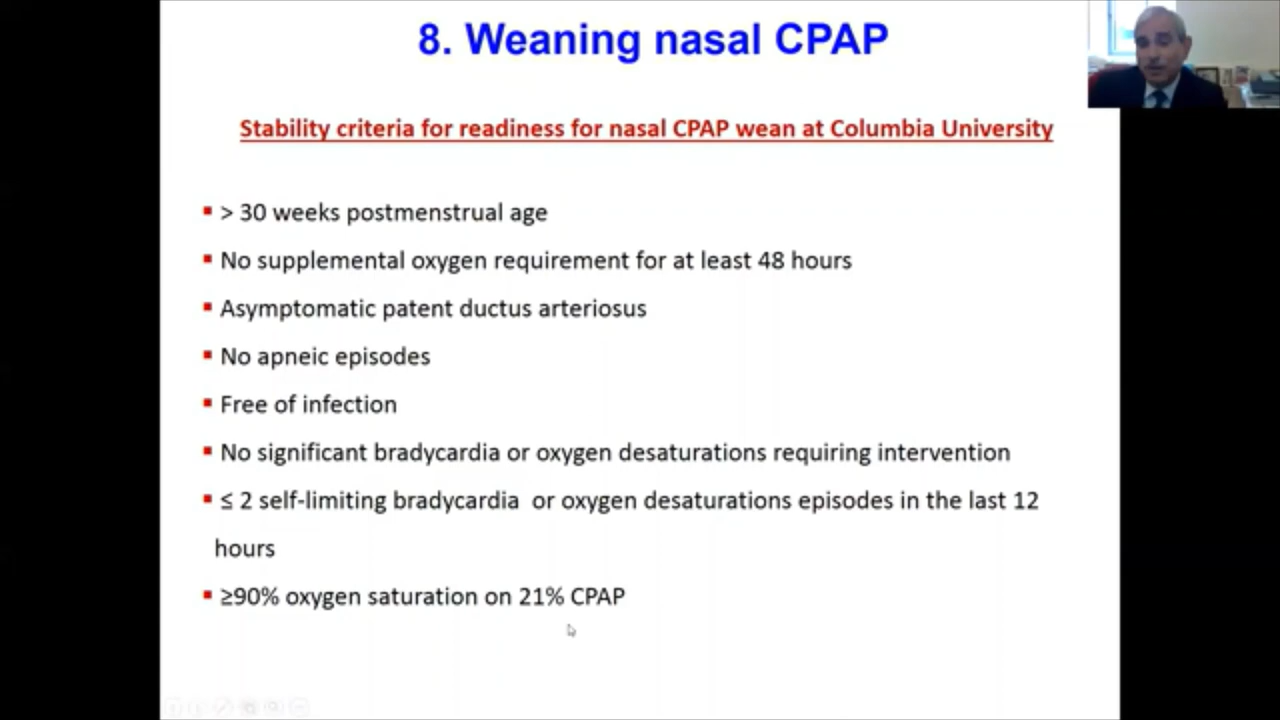 8. Weaning nasal CPAP
Stability criteria for readiness for nasal CPAP wean at Columbia University
▪ > 30 weeks postmenstrual age
▪ No supplemental oxygen requirement for at least 48 hours
▪ Asymptomatic patent ductus arteriosus
▪ No apneic episodes
▪ Free of infection
▪ No significant bradycardia or oxygen desaturations requiring intervention
▪ ≤ 2 self-limiting bradycardia  or oxygen desaturations episodes in the last 12
hours
▪ ≥90% oxygen saturation on 21% CPAP